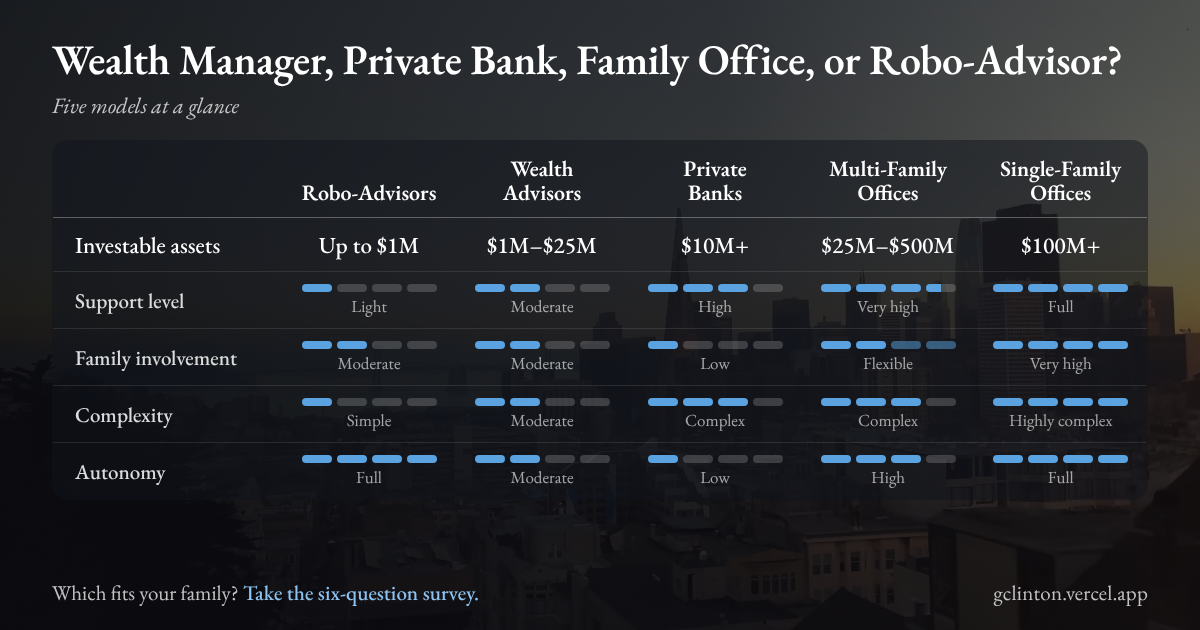 Wealth Manager, Private Bank, Family Office, or Robo-Advisor?
Five models at a glance
Robo-Advisors
Wealth
Advisors
Private
Banks
Multi-Family
Offices
Single-Family
Offices
Investable assets Up to $1M $1M–$25M $10M+ $25M–$500M $100M+
Support level Light Moderate High Very high Full
Family involvement Moderate Moderate Low Flexible Very high
Complexity Simple Moderate Complex Complex Highly complex
Autonomy Full Moderate Low High Full
Which fits your family? Take the six-question survey. gclinton.vercel.app